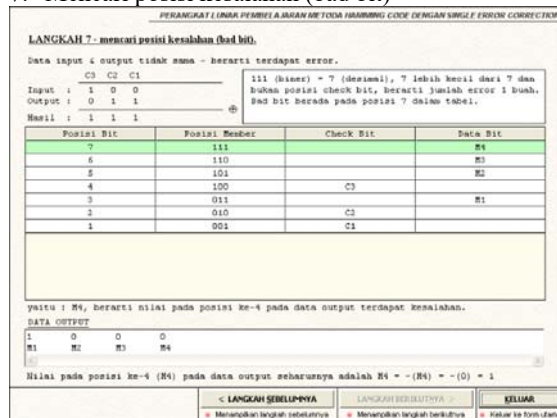 7. Mencari posisi kesalahan (bad bit)
PERANGKAT LUNAK PEMBELAJARAN METODA HAMMING CODE DENGAN SINGLE ERROR CORRECTION
LANGKAH 7 - mencari posisi kesalahan (bad bit).
Data input & output tidak sama - berarti terdapat error.
C3 C2 C1
Input : 1 0 0
Output : 0 1 1
Hasil : 1 1 1
111 (biner) = 7 (desimal), 7 lebih kecil dari 7 dan
bukan posisi check bit, berarti jumlah error 1 buah.
Bad bit berada pada posisi 7 dalam tabel.
Posisi Bit Posisi Member Check Bit Data Bit
7 111 M4
6 110 M3
5 101 M2
4 100 C3
3 011 M1
2 010 C2
1 001 C1
yaitu : M4, berarti nilai pada posisi ke-4 pada data output terdapat kesalahan.
DATA OUTPUT
1 0 0 0
M1 M2 M3 M4
Nilai pada posisi ke-4 (M4) pada data output seharusnya adalah M4 = ~(M4) = ~(0) = 1
< LANGKAH SEBELUMNYA LANGKAH BERIKUTNYA > KELUAR
Menampilkan langkah sebelumnya Menampilkan langkah berikutnya Keluar ke form utama